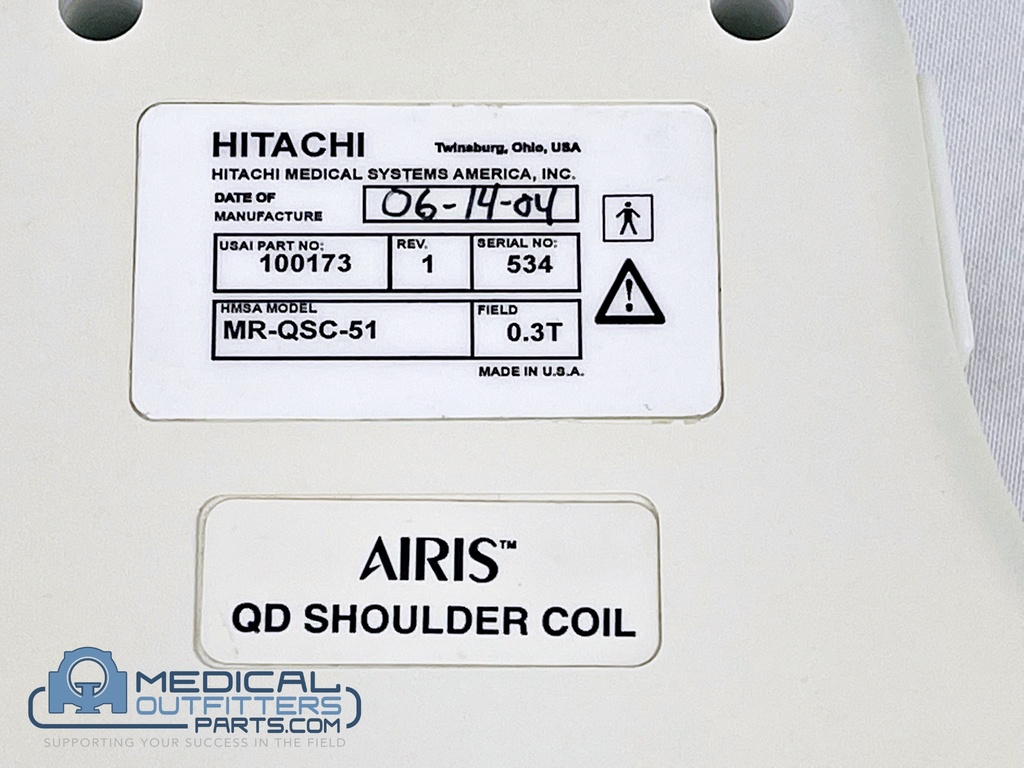 HITACHI
Twinsburg, Ohio, USA
HITACHI MEDICAL SYSTEMS AMERICA, INC.
DATE OF
MANUFACTURE
06-14-04
USAI PART NO:
100173
REV.
1
SERIAL NO:
534
HMSA MODEL
MR-QSC-51
FIELD
0.3T
MADE IN U.S.A.
AIRIS™
QD SHOULDER COIL
MEDICAL
OUTFITTERS
PARTS.COM
SUPPORTING YOUR SUCCESS IN THE FIELD